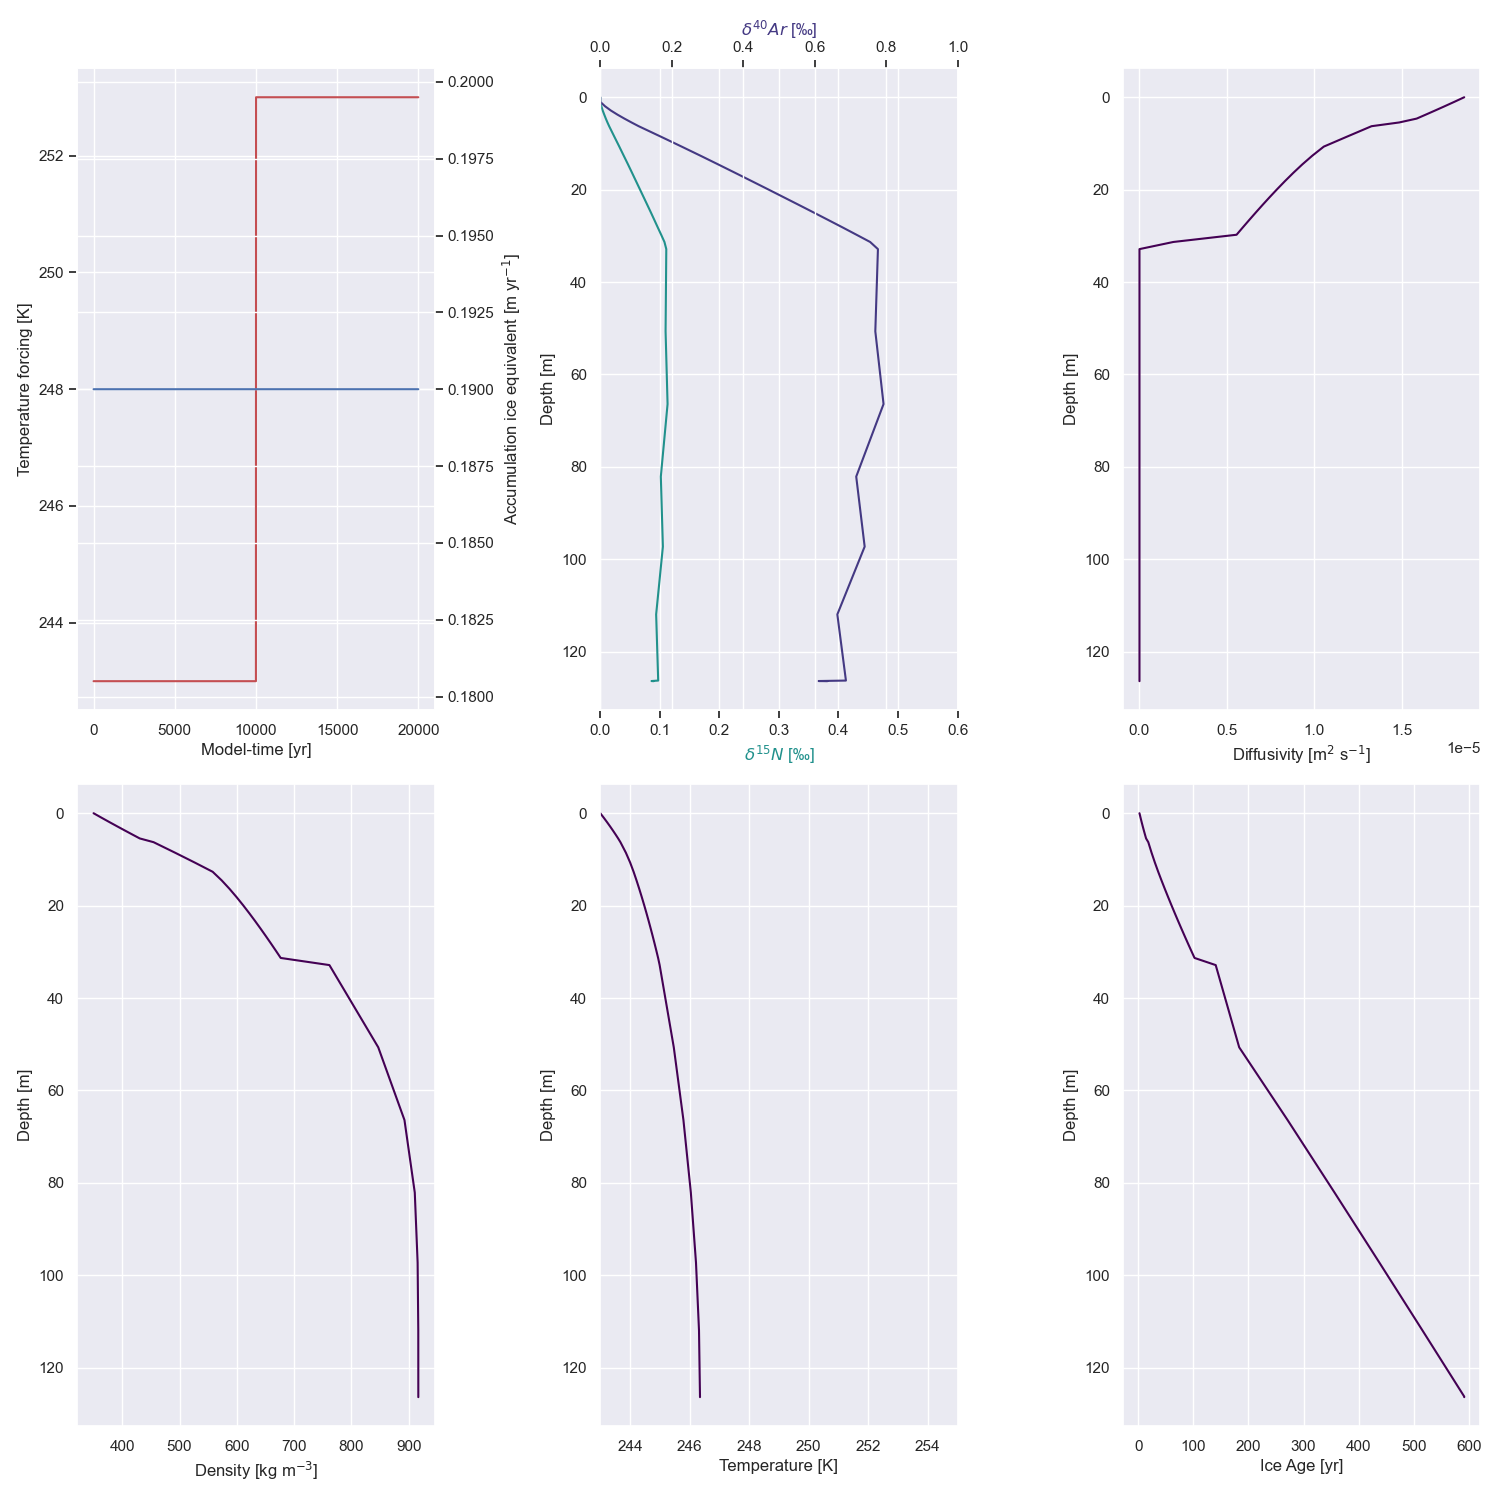 δ⁴⁰Ar [‰]
0.0 0.2 0.4 0.6 0.8 1.0
252
250
248
246
244
Temperature forcing [K]
0.2000
0.1975
0.1950
0.1925
0.1900
0.1875
0.1850
0.1825
0.1800
Accumulation ice equivalent [m yr⁻¹]
0 5000 10000 15000 20000
Model-time [yr]
0
20
40
60
80
100
120
Depth [m]
0.0 0.1 0.2 0.3 0.4 0.5 0.6
δ¹⁵N [‰]
0
20
40
60
80
100
120
Depth [m]
0.0 0.5 1.0 1.5
1e−5
Diffusivity [m² s⁻¹]
0
20
40
60
80
100
120
Depth [m]
400 500 600 700 800 900
Density [kg m⁻³]
0
20
40
60
80
100
120
Depth [m]
244 246 248 250 252 254
Temperature [K]
0
20
40
60
80
100
120
Depth [m]
0 100 200 300 400 500 600
Ice Age [yr]